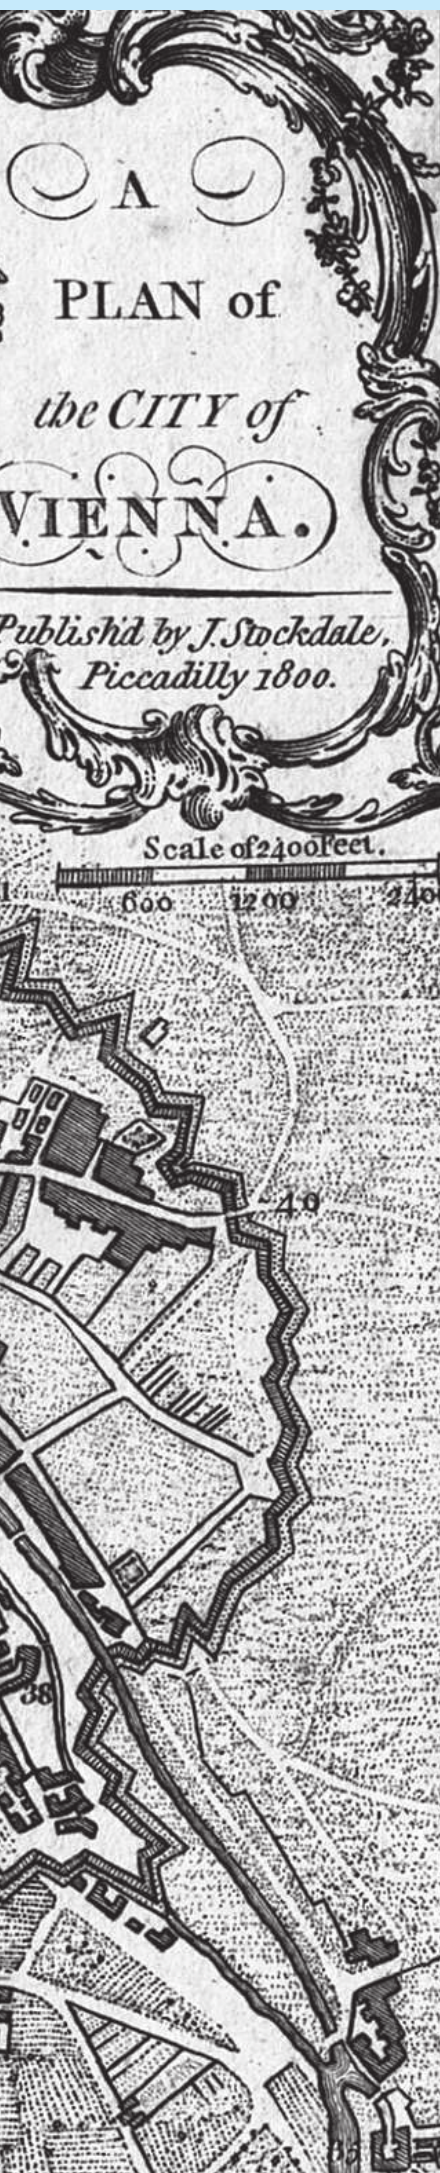 A
PLAN of
the CITY of
VIENNA.
Publish'd by J. Stockdale,
Piccadilly 1800.
Scale of 2400 Feet.
600 1200 240
40
38